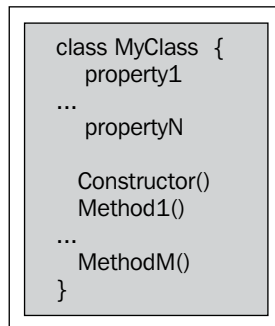 class MyClass {
property1
...
propertyN
Constructor()
Method1()
...
MethodM()
}